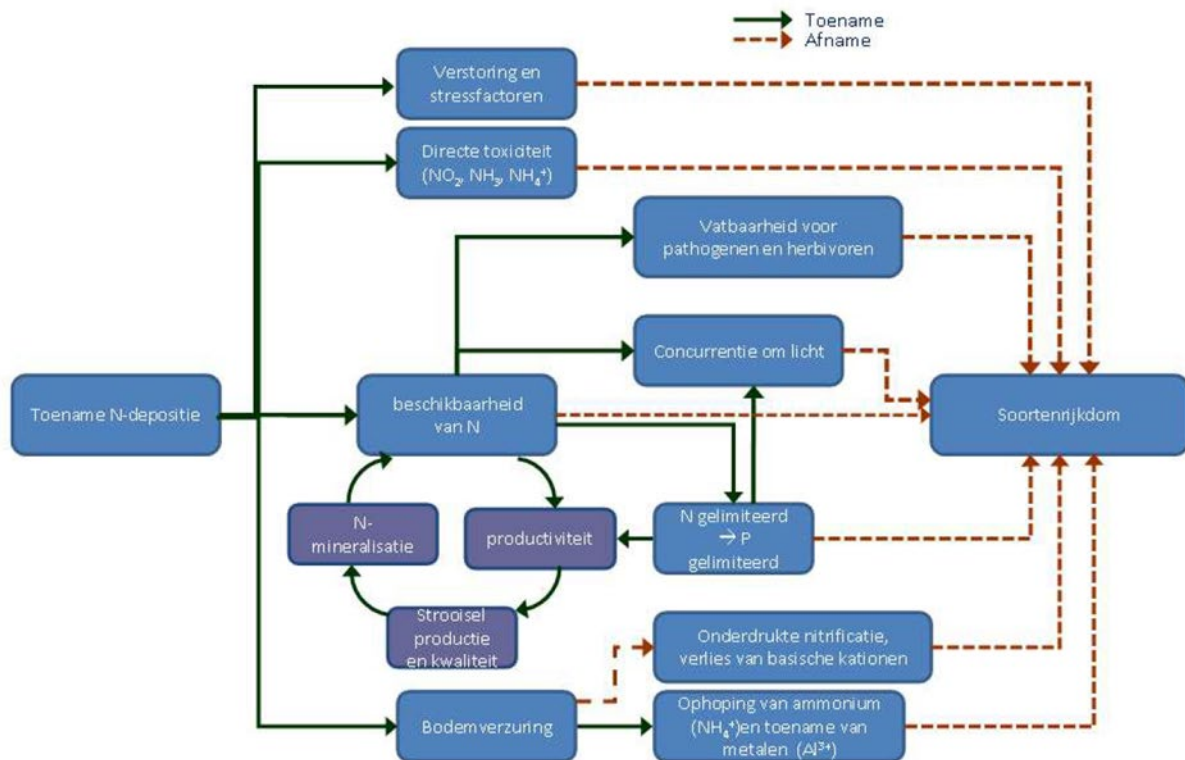 Toename
Afname
Verstoring en
stressfactoren
Directe toxiciteit
(NO₂, NH₃, NH₄⁺)
Vatbaarheid voor
pathogenen en herbivoren
Concurrentie om licht
Toename N-depositie
beschikbaarheid
van N
Soortenrijkdom
N-
mineralisatie
productiviteit
N gelimiteerd
→ P
gelimiteerd
Strooisel
productie
en kwaliteit
Onderdrukte nitrificatie,
verlies van basische kationen
Bodemverzuring
Ophoping van ammonium
(NH₄⁺)en toename van
metalen (Al³⁺)